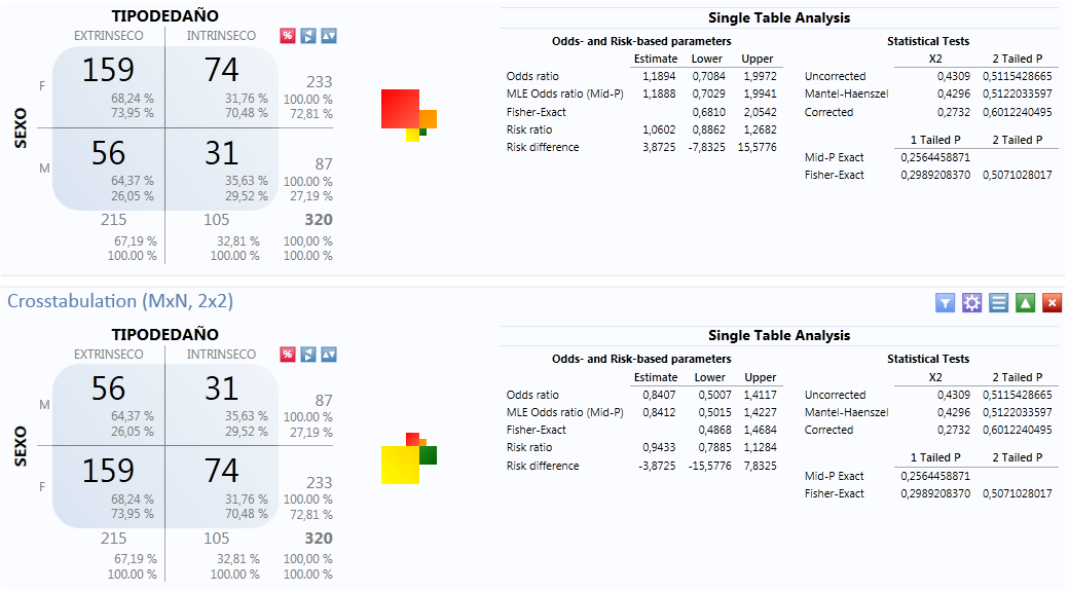 TIPODEDAÑO
EXTRINSECO INTRINSECO %
SEXO
F 159 74 233
68,24 % 31,76 % 100.00 %
73,95 % 70,48 % 72,81 %
M 56 31 87
64,37 % 35,63 % 100.00 %
26,05 % 29,52 % 27,19 %
215 105 320
67,19 % 32,81 % 100,00 %
100.00 % 100.00 % 100.00 %
Single Table Analysis
Odds- and Risk-based parameters
Estimate Lower Upper
Odds ratio 1,1894 0,7084 1,9972
MLE Odds ratio (Mid-P) 1,1888 0,7029 1,9941
Fisher-Exact 0,6810 2,0542
Risk ratio 1,0602 0,8862 1,2682
Risk difference 3,8725 -7,8325 15,5776
Statistical Tests
X2 2 Tailed P
Uncorrected 0,4309 0,5115428665
Mantel-Haenszel 0,4296 0,5122033597
Corrected 0,2732 0,6012240495
1 Tailed P 2 Tailed P
Mid-P Exact 0,2564458871
Fisher-Exact 0,2989208370 0,5071028017
Crosstabulation (MxN, 2x2)
TIPODEDAÑO
EXTRINSECO INTRINSECO %
SEXO
M 56 31 87
64,37 % 35,63 % 100.00 %
26,05 % 29,52 % 27,19 %
F 159 74 233
68,24 % 31,76 % 100.00 %
73,95 % 70,48 % 72,81 %
215 105 320
67,19 % 32,81 % 100,00 %
100.00 % 100.00 % 100.00 %
Single Table Analysis
Odds- and Risk-based parameters
Estimate Lower Upper
Odds ratio 0,8407 0,5007 1,4117
MLE Odds ratio (Mid-P) 0,8412 0,5015 1,4227
Fisher-Exact 0,4868 1,4684
Risk ratio 0,9433 0,7885 1,1284
Risk difference -3,8725 -15,5776 7,8325
Statistical Tests
X2 2 Tailed P
Uncorrected 0,4309 0,5115428665
Mantel-Haenszel 0,4296 0,5122033597
Corrected 0,2732 0,6012240495
1 Tailed P 2 Tailed P
Mid-P Exact 0,2564458871
Fisher-Exact 0,2989208370 0,5071028017